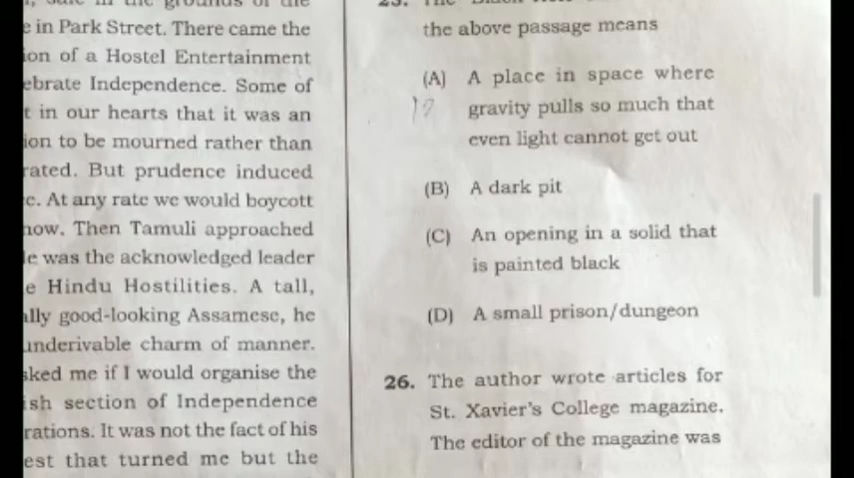 e in Park Street. There came the
ion of a Hostel Entertainment
ebrate Independence. Some of
t in our hearts that it was an
ion to be mourned rather than
rated. But prudence induced
e. At any rate we would boycott
now. Then Tamuli approached
le was the acknowledged leader
e Hindu Hostilities. A tall,
ally good-looking Assamese, he
underivable charm of manner.
sked me if I would organise the
ish section of Independence
rations. It was not the fact of his
est that turned me but the
the above passage means
(A) A place in space where
gravity pulls so much that
even light cannot get out
(B) A dark pit
(C) An opening in a solid that
is painted black
(D) A small prison/dungeon
26. The author wrote articles for
St. Xavier's College magazine.
The editor of the magazine was